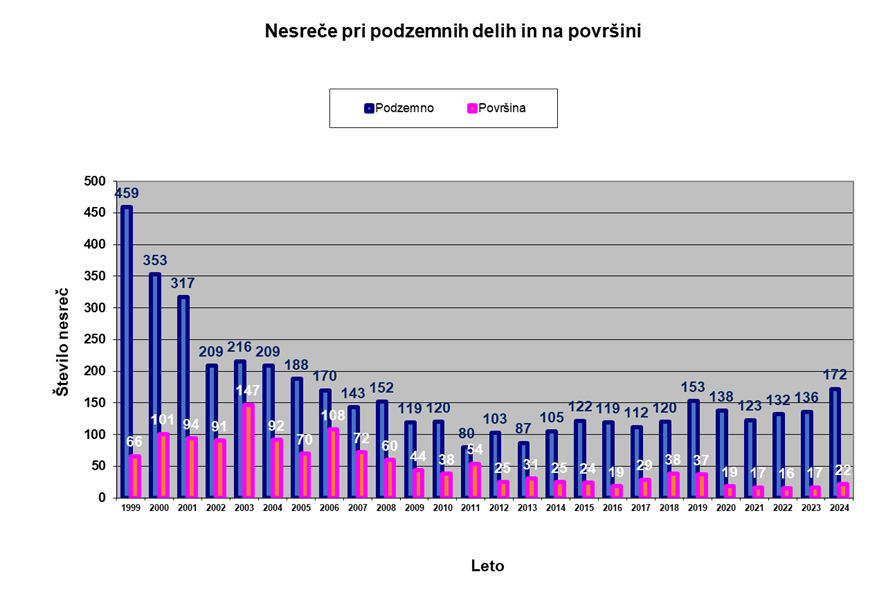 Nesreče pri podzemnih delih in na površini
Podzemno Površina
Število nesreč
500
450
400
350
300
250
200
150
100
50
0
459 353 317 209 216 209 188 170 143 152 119 120 80 103 87 105 122 119 112 120 153 138 123 132 136 172
66 101 94 91 147 92 70 108 72 60 44 38 54 25 31 25 24 19 29 38 37 19 17 16 17 22
1999 2000 2001 2002 2003 2004 2005 2006 2007 2008 2009 2010 2011 2012 2013 2014 2015 2016 2017 2018 2019 2020 2021 2022 2023 2024
Leto